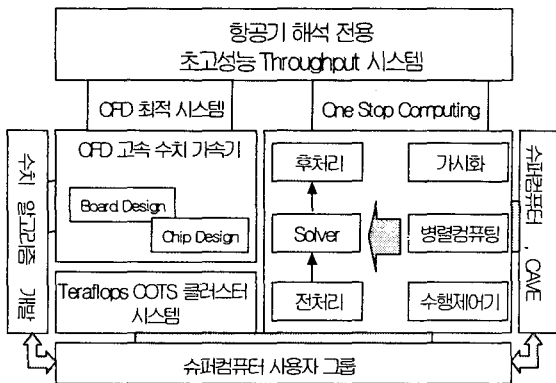 항공기 해석 전용
초고성능 Throughput 시스템
CFD 최적 시스템
One Stop Computing
수치 알고리즘 개발
CFD 고속 수치 가속기
Board Design
Chip Design
Teraflops COTS 클러스터
시스템
후처리
Solver
전처리
가시화
병렬컴퓨팅
수행제어기
슈퍼컴퓨터, CAVE
슈퍼컴퓨터 사용자 그룹